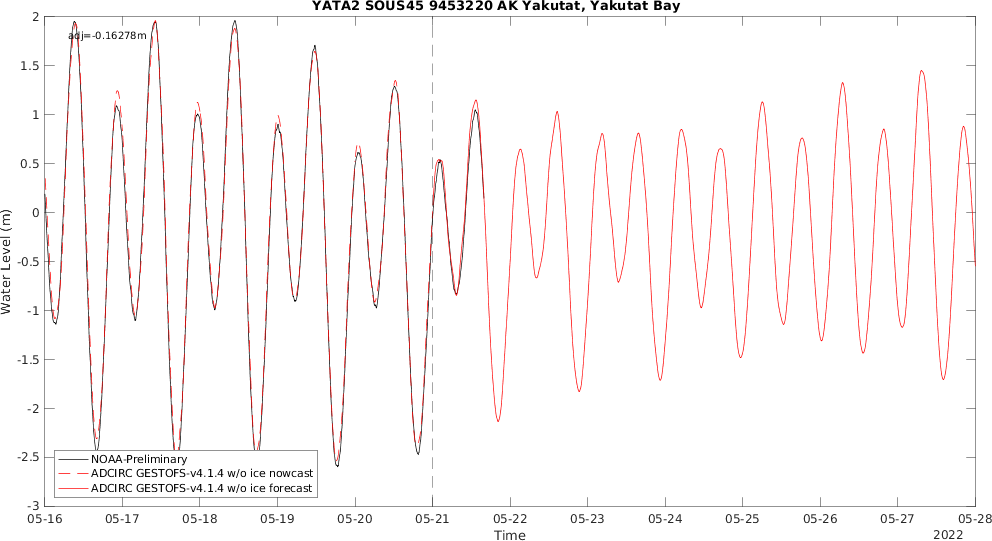 YATA2 SOUS45 9453220 AK Yakutat, Yakutat Bay
adj=-0.16278m
2
1.5
1
0.5
0
-0.5
-1
-1.5
-2
-2.5
-3
Water Level (m)
NOAA-Preliminary
ADCIRC GESTOFS-v4.1.4 w/o ice nowcast
ADCIRC GESTOFS-v4.1.4 w/o ice forecast
05-16 05-17 05-18 05-19 05-20 05-21 05-22 05-23 05-24 05-25 05-26 05-27 05-28
Time
2022